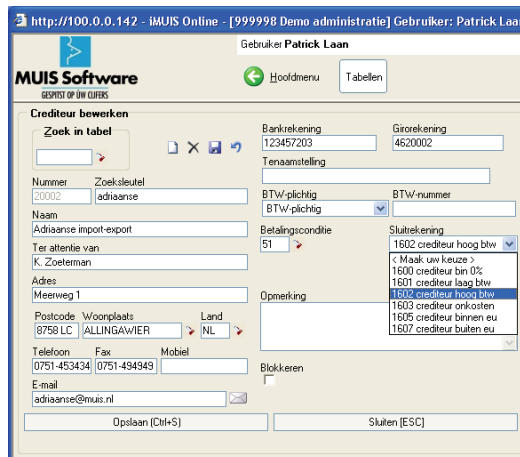 http://100.0.0.142 - iMUIS Online - [999998 Demo administratie] Gebruiker: Patrick Laan
MUIS Software
GESPITST OP ÚW CIJFERS
Gebruiker Patrick Laan
Hoofdmenu
Tabellen
Crediteur bewerken
Zoek in tabel
Nummer Zoeksleutel
20002 adriaanse
Naam
Adriaanse import-export
Ter attentie van
K. Zoeterman
Adres
Meerweg 1
Postcode Woonplaats Land
8758 LC ALLINGAWIER NL
Telefoon Fax Mobiel
0751-453434 0751-494949
E-mail
adriaanse@muis.nl
Bankrekening Girorekening
123457203 4620002
Tenaamstelling
BTW-plichtig BTW-nummer
BTW-plichtig
Betalingsconditie Sluitrekening
51 1602 crediteur hoog btw
< Maak uw keuze >
1600 crediteur bin 0%
1601 crediteur laag btw
1602 crediteur hoog btw
1603 crediteur onkosten
1605 crediteur binnen eu
1607 crediteur buiten eu
Opmerking
Blokkeren
Opslaan (Ctrl+S) Sluiten [ESC]